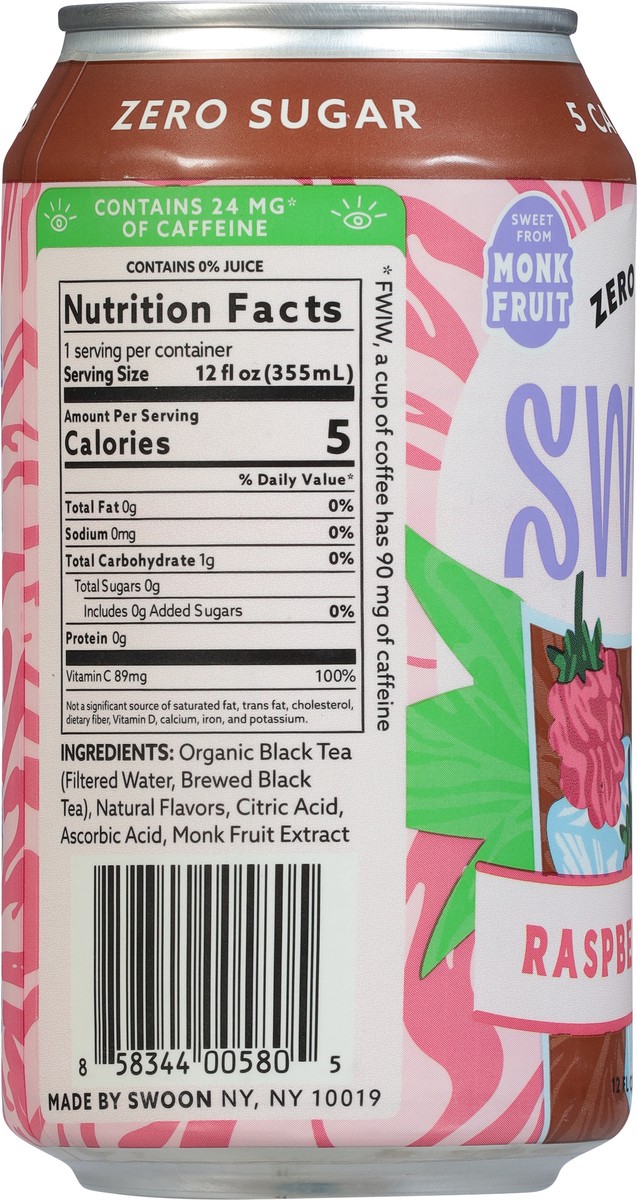 ZERO SUGAR
5
CONTAINS 24 MG*
OF CAFFEINE
CONTAINS 0% JUICE
Nutrition Facts
1 serving per container
Serving Size 12 fl oz (355mL)
Amount Per Serving
Calories 5
% Daily Value*
Total Fat 0g 0%
Sodium 0mg 0%
Total Carbohydrate 1g 0%
Total Sugars 0g
Includes 0g Added Sugars 0%
Protein 0g
Vitamin C 89mg 100%
Not a significant source of saturated fat, trans fat, cholesterol,
dietary fiber, Vitamin D, calcium, iron, and potassium.
* FWIW, a cup of coffee has 90 mg of caffeine
INGREDIENTS: Organic Black Tea
(Filtered Water, Brewed Black
Tea), Natural Flavors, Citric Acid,
Ascorbic Acid, Monk Fruit Extract
8 58344 00580 5
MADE BY SWOON NY, NY 10019
SWEET
FROM
MONK
FRUIT
ZERO
SW
RASPBE